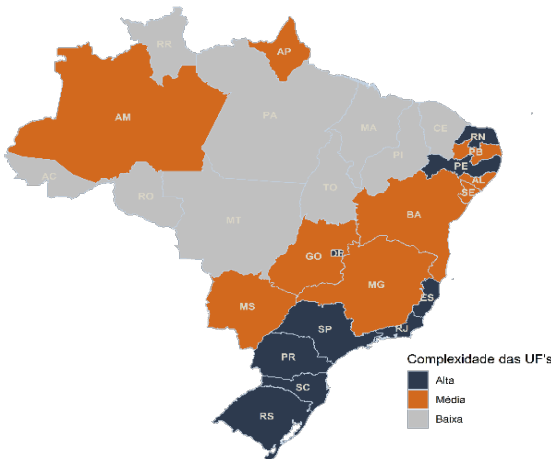 RR
AP
AM
PA
MA
CE
RN
PB
PE
PI
AL
SE
AC
RO
TO
BA
MT
GO
DF
MG
MS
ES
SP
RJ
PR
SC
RS
Complexidade das UF's
Alta
Média
Baixa